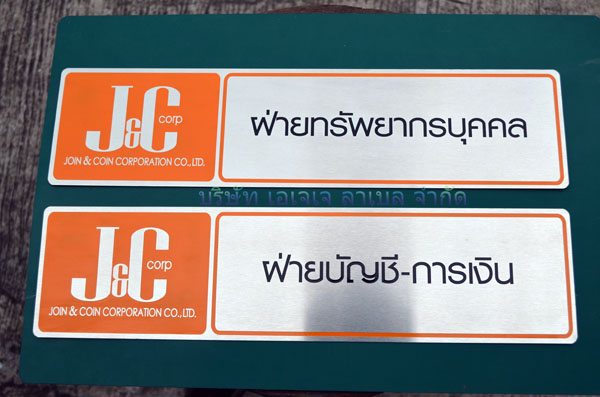 J&C corp
JOIN & COIN CORPORATION CO.,LTD.
ฝ่ายทรัพยากรบุคคล
บริษัท เอเจเจ ลาเบล จำกัด
J&C corp
JOIN & COIN CORPORATION CO.,LTD.
ฝ่ายบัญชี-การเงิน